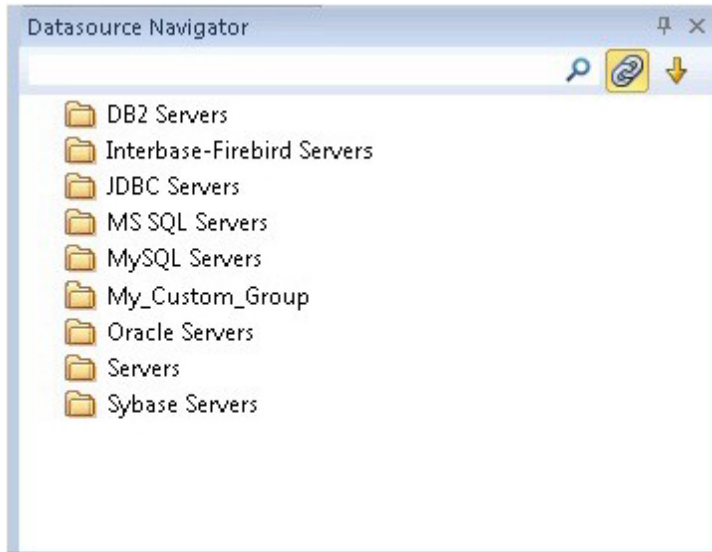 Datasource Navigator
DB2 Servers
Interbase-Firebird Servers
JDBC Servers
MS SQL Servers
MySQL Servers
My_Custom_Group
Oracle Servers
Servers
Sybase Servers